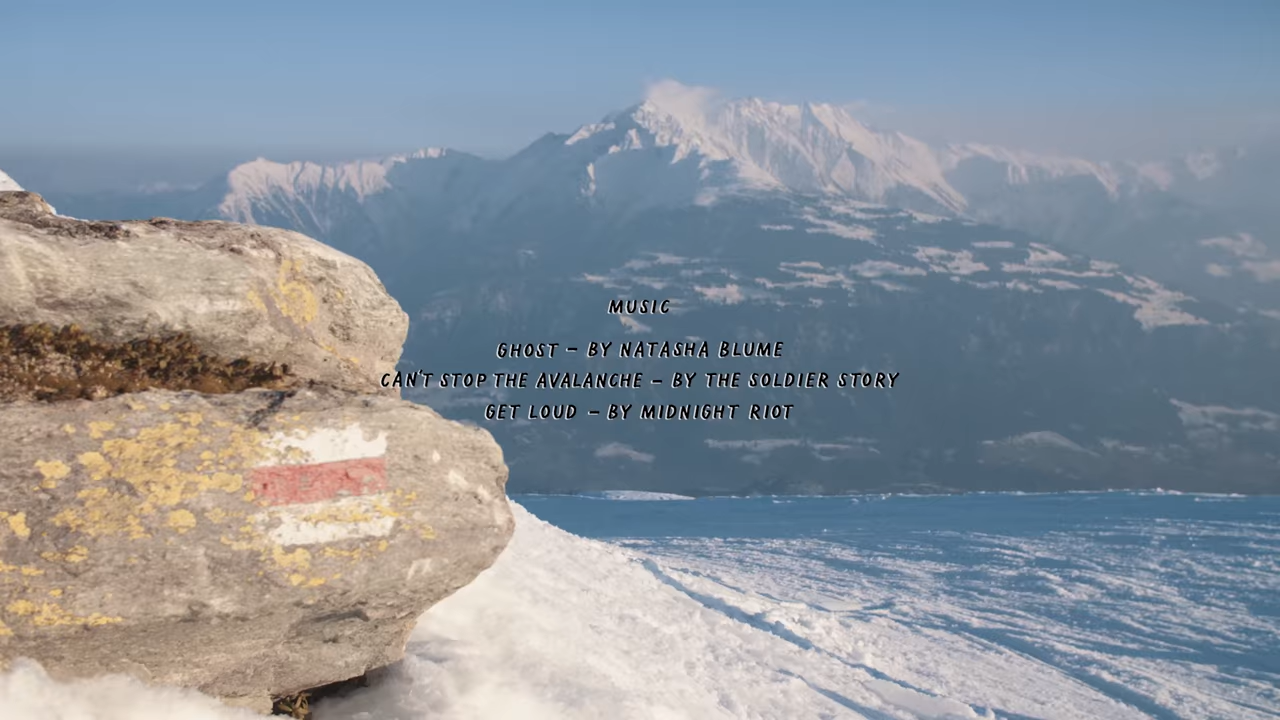 MUSIC
GHOST – BY NATASHA BLUME
CAN'T STOP THE AVALANCHE – BY THE SOLDIER STORY
GET LOUD – BY MIDNIGHT RIOT